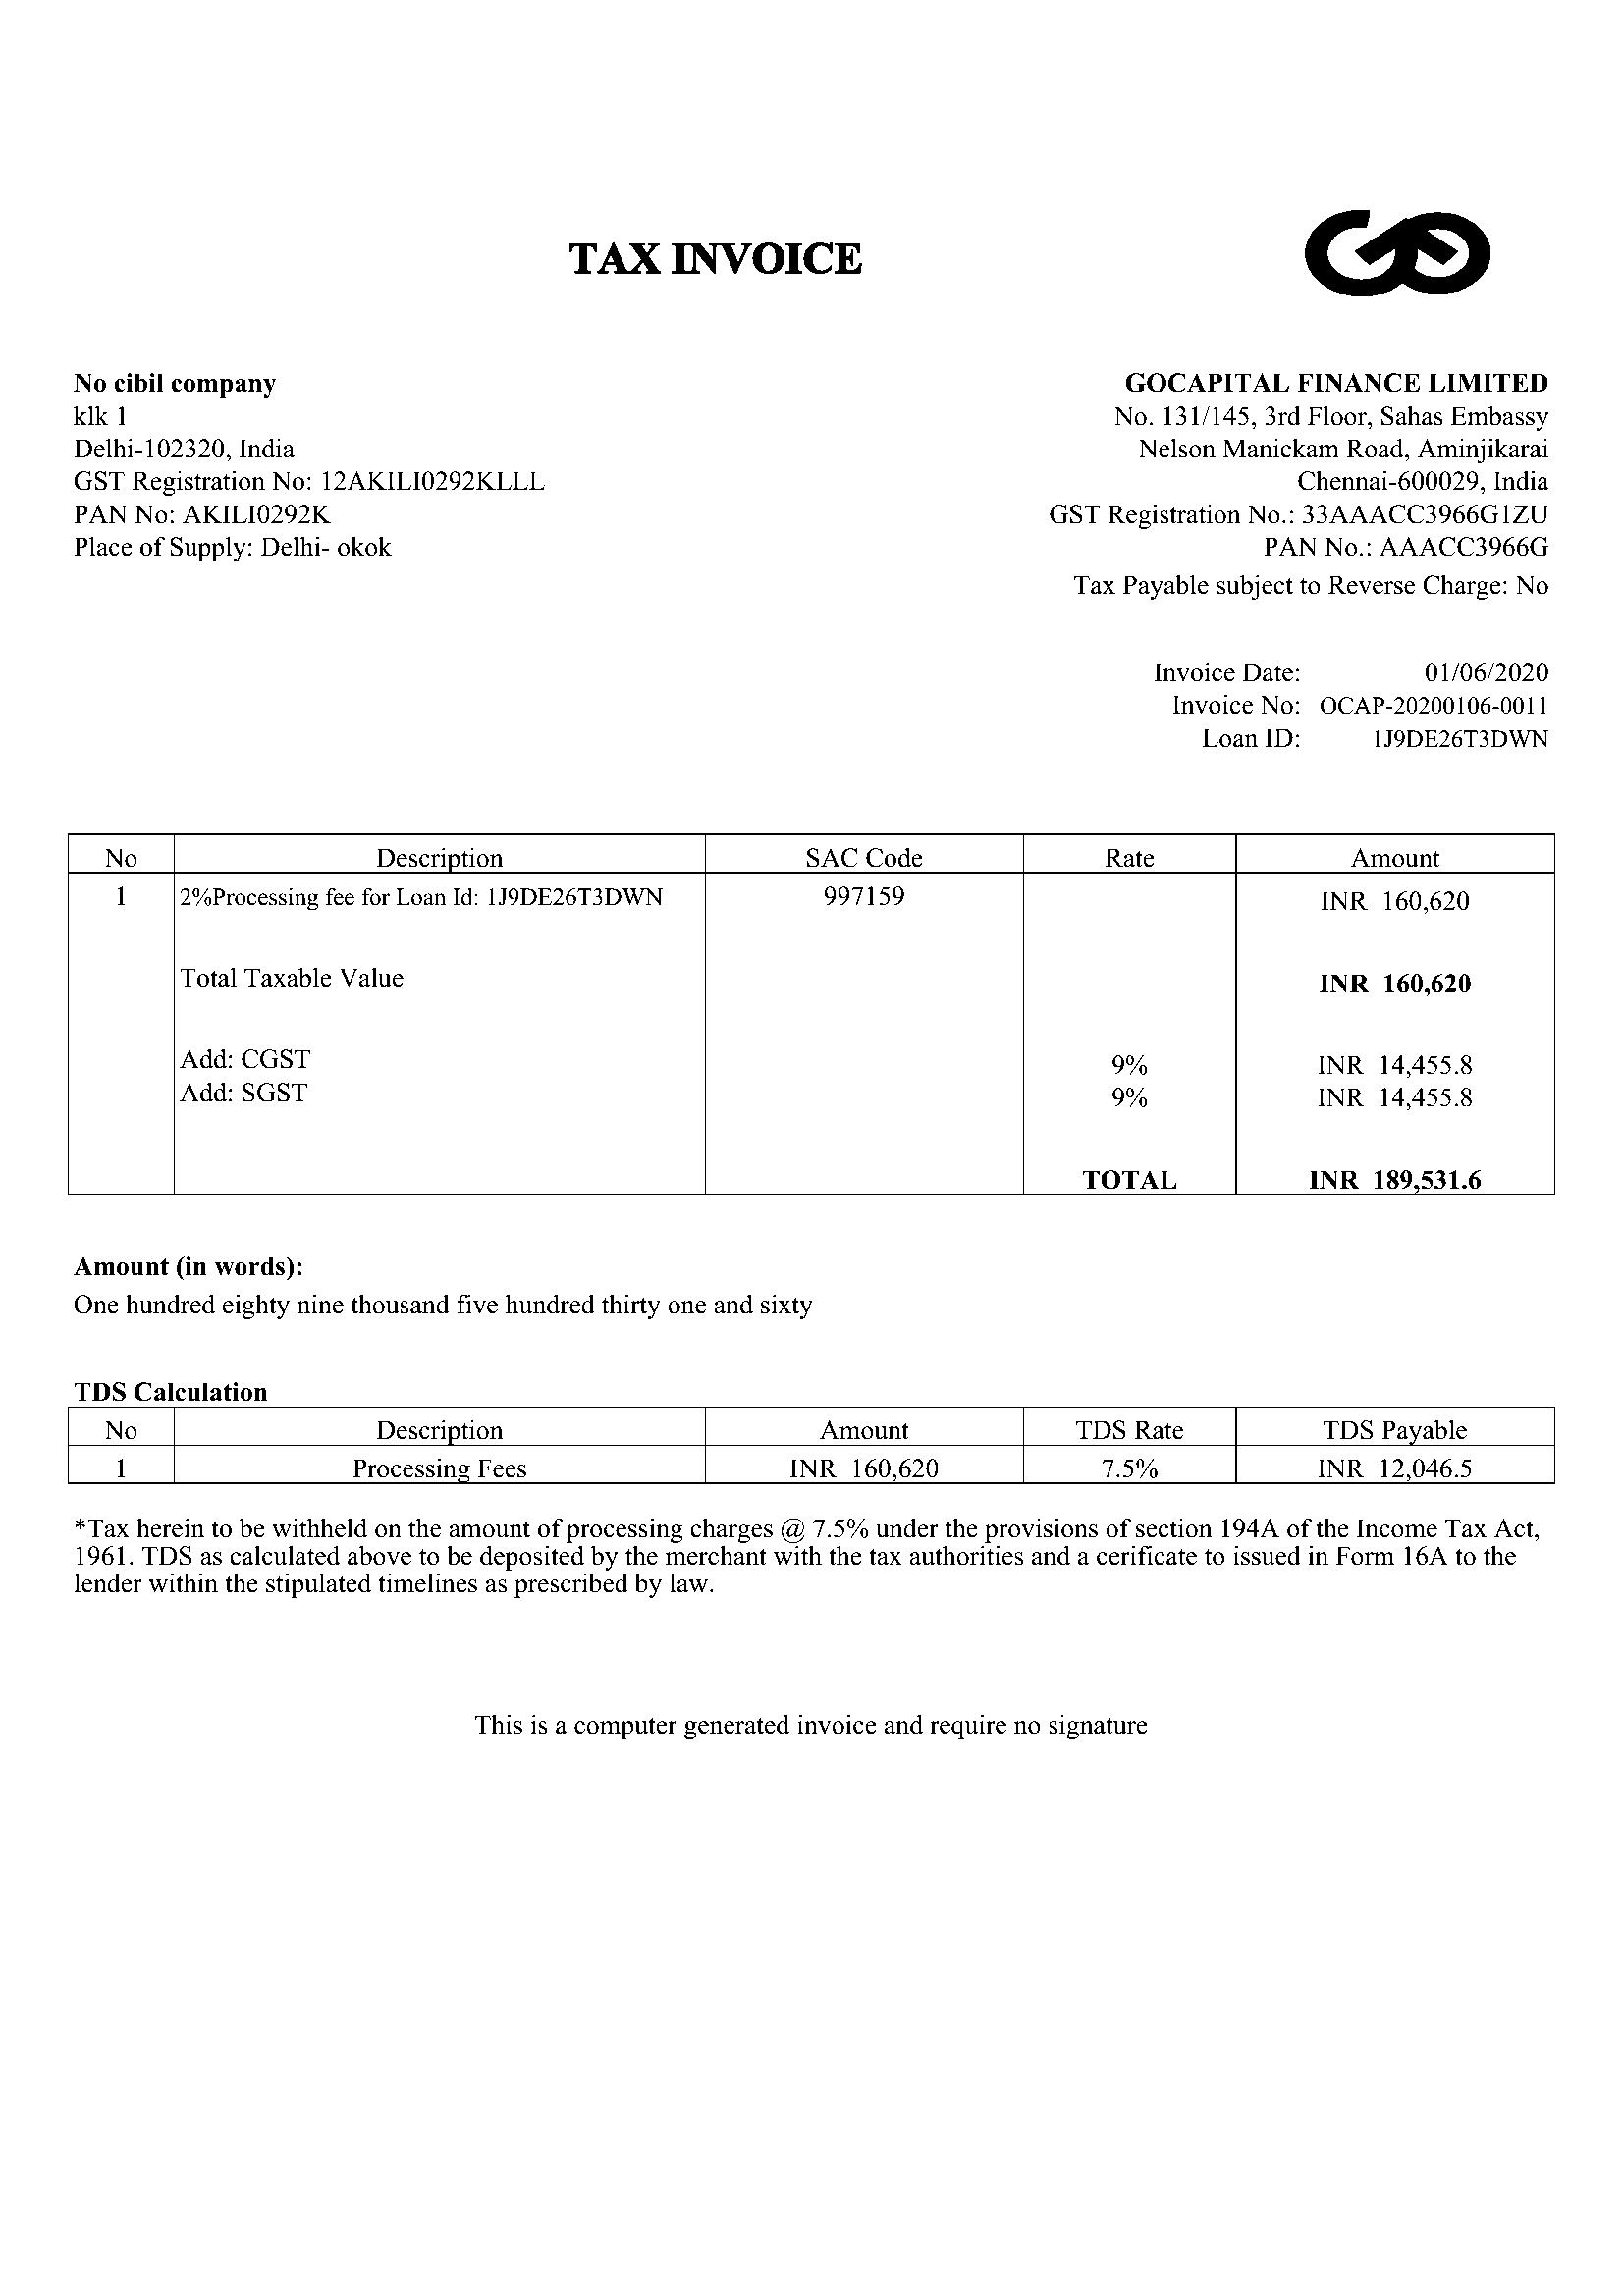 TAX INVOICE
No cibil company
klk 1
Delhi-102320, India
GST Registration No: 12AKILI0292KLLL
PAN No: AKILI0292K
Place of Supply: Delhi- okok
GOCAPITAL FINANCE LIMITED
No. 131/145, 3rd Floor, Sahas Embassy
Nelson Manickam Road, Aminjikarai
Chennai-600029, India
GST Registration No.: 33AAACC3966G1ZU
PAN No.: AAACC3966G
Tax Payable subject to Reverse Charge: No
Invoice Date: 01/06/2020
Invoice No: OCAP-20200106-0011
Loan ID: 1J9DE26T3DWN
No Description SAC Code Rate Amount
1 2%Processing fee for Loan Id: 1J9DE26T3DWN 997159 INR 160,620
Total Taxable Value INR 160,620
Add: CGST 9% INR 14,455.8
Add: SGST 9% INR 14,455.8
TOTAL INR 189,531.6
Amount (in words):
One hundred eighty nine thousand five hundred thirty one and sixty
TDS Calculation
No Description Amount TDS Rate TDS Payable
1 Processing Fees INR 160,620 7.5% INR 12,046.5
*Tax herein to be withheld on the amount of processing charges @ 7.5% under the provisions of section 194A of the Income Tax Act,
1961. TDS as calculated above to be deposited by the merchant with the tax authorities and a cerificate to issued in Form 16A to the
lender within the stipulated timelines as prescribed by law.
This is a computer generated invoice and require no signature